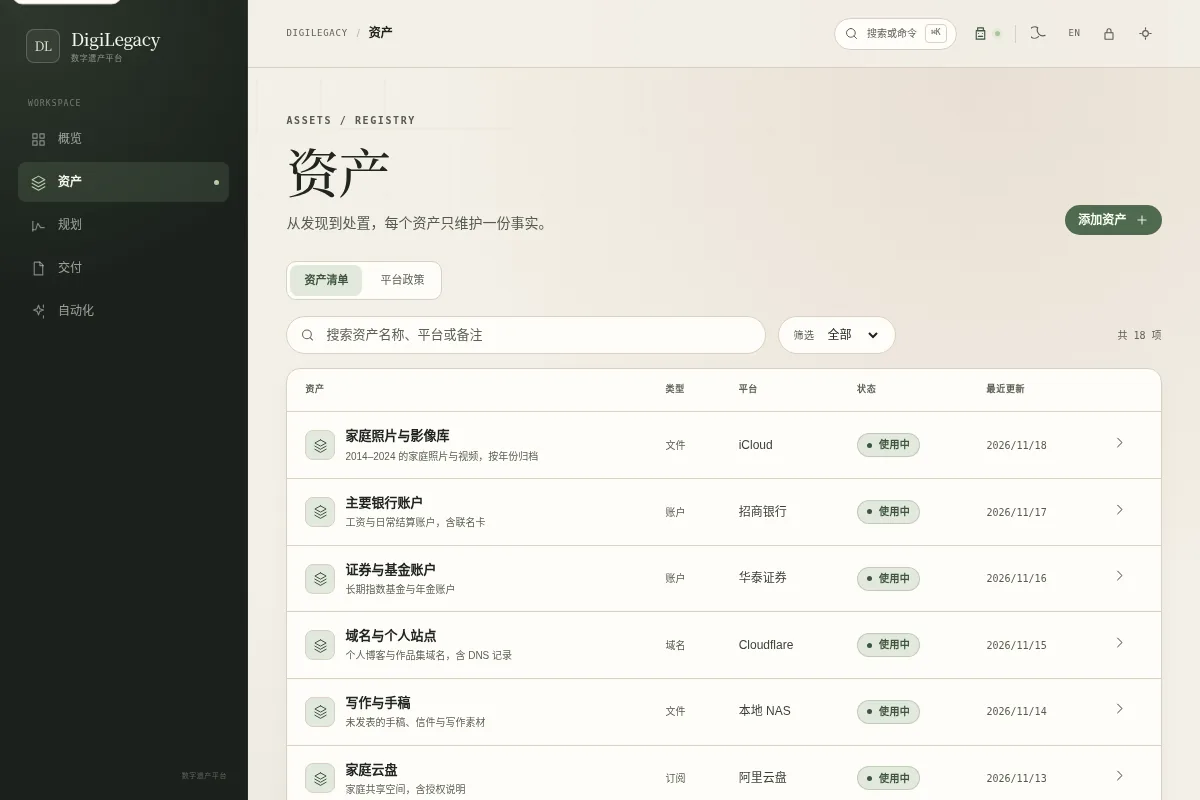 DL
DigiLegacy
数字遗产平台
WORKSPACE
概览
资产
规划
交付
自动化
数字遗产平台
DIGILEGACY / 资产
搜索或命令 ⌘K
EN
ASSETS / REGISTRY
资产
从发现到处置，每个资产只维护一份事实。
添加资产 +
资产清单 平台政策
搜索资产名称、平台或备注
筛选 全部
共 18 项
资产 类型 平台 状态 最近更新
家庭照片与影像库
2014–2024 的家庭照片与视频，按年份归档
文件 iCloud 使用中 2026/11/18
主要银行账户
工资与日常结算账户，含联名卡
账户 招商银行 使用中 2026/11/17
证券与基金账户
长期指数基金与年金账户
账户 华泰证券 使用中 2026/11/16
域名与个人站点
个人博客与作品集域名，含 DNS 记录
域名 Cloudflare 使用中 2026/11/15
写作与手稿
未发表的手稿、信件与写作素材
文件 本地 NAS 使用中 2026/11/14
家庭云盘
家庭共享空间，含授权说明
订阅 阿里云盘 使用中 2026/11/13